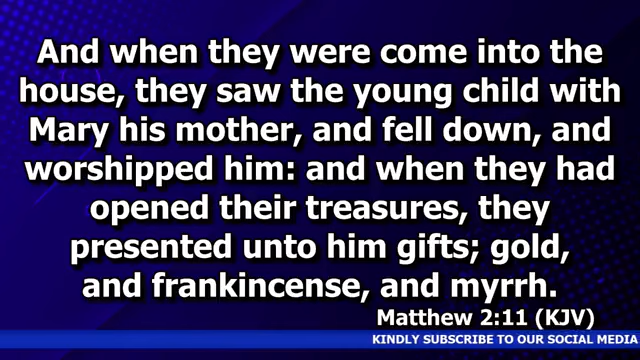 And when they were come into the
house, they saw the young child with
Mary his mother, and fell down, and
worshipped him: and when they had
opened their treasures, they
presented unto him gifts; gold,
and frankincense, and myrrh.
Matthew 2:11 (KJV)
KINDLY SUBSCRIBE TO OUR SOCIAL MEDIA